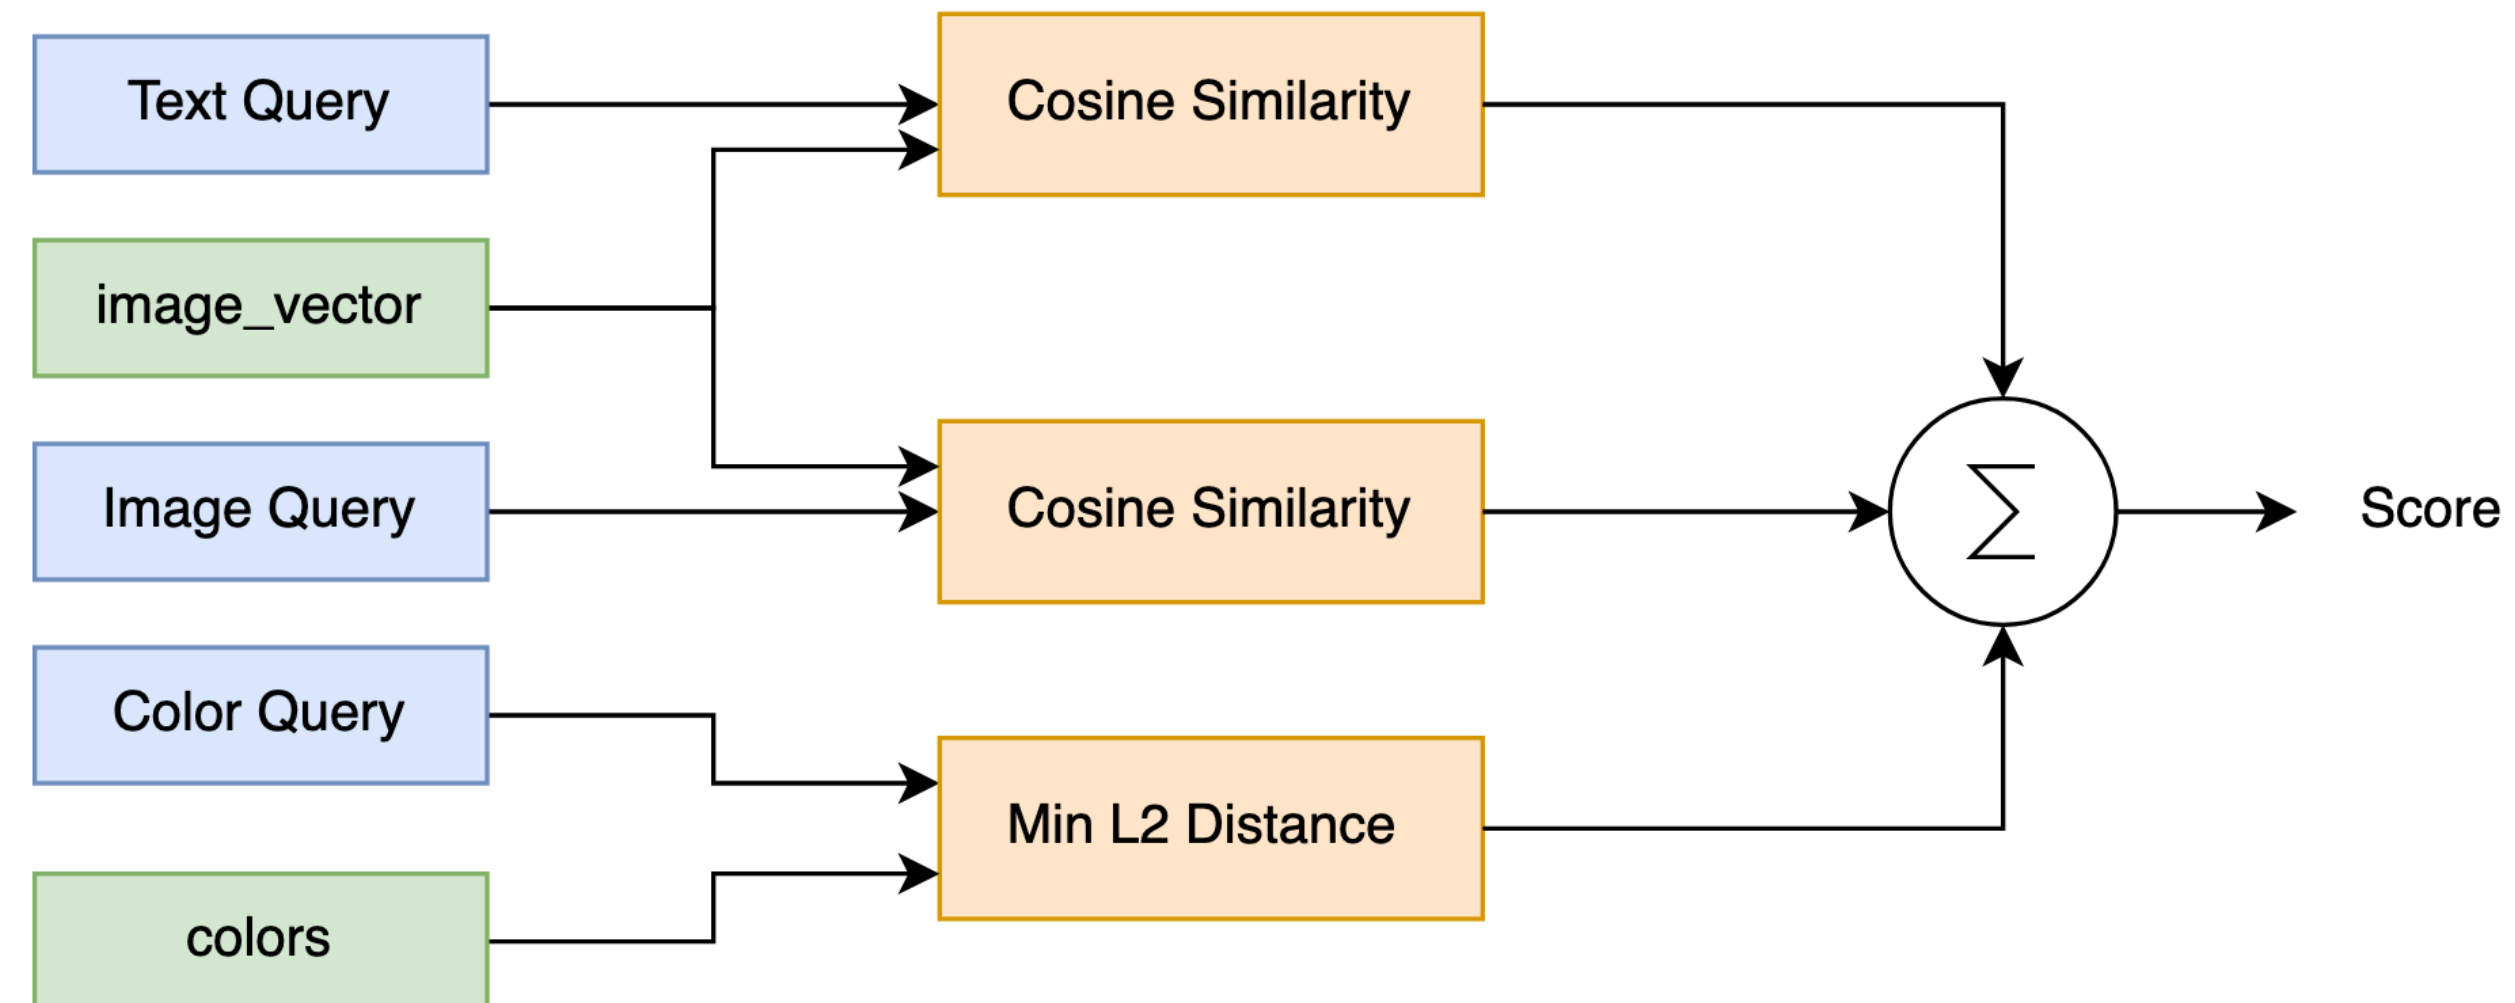 Text Query
Cosine Similarity
image_vector
Image Query
Cosine Similarity
Σ
Score
Color Query
Min L2 Distance
colors